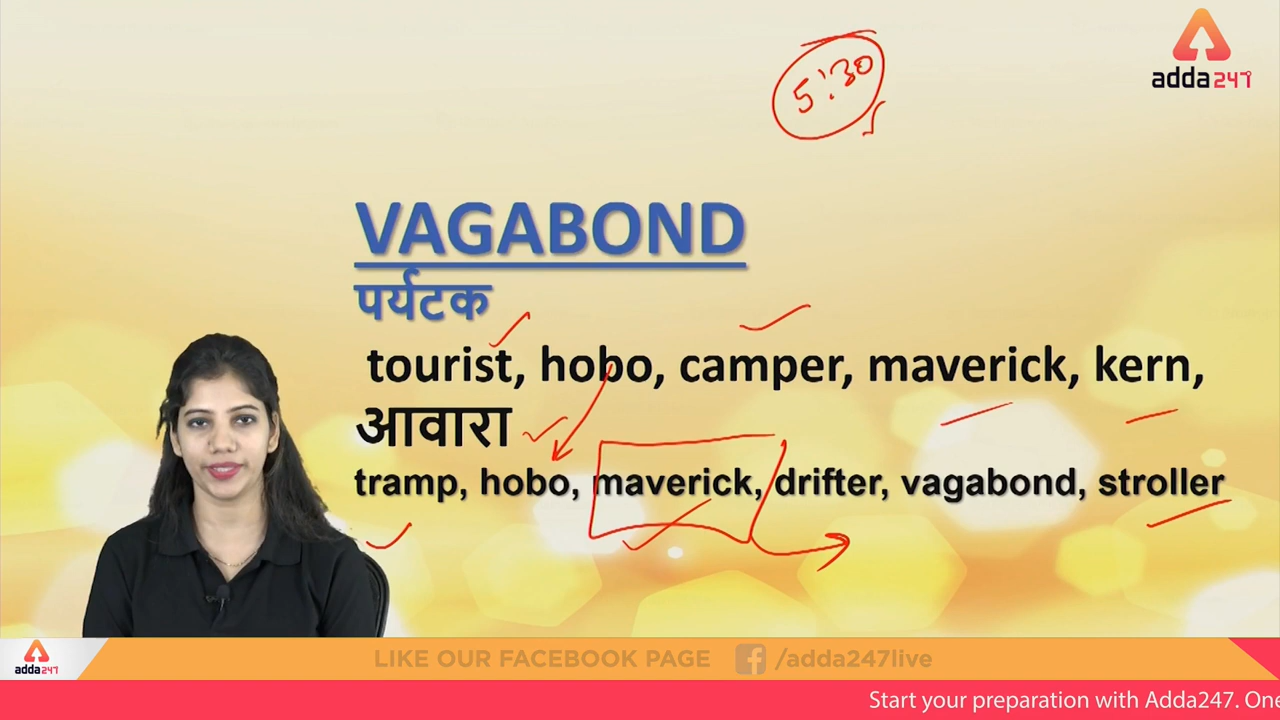 5:30
adda247
VAGABOND
पर्यटक
tourist, hobo, camper, maverick, kern,
आवारा
tramp, hobo, maverick, drifter, vagabond, stroller
adda247
LIKE OUR FACEBOOK PAGE f /adda247live
Start your preparation with Adda247. One